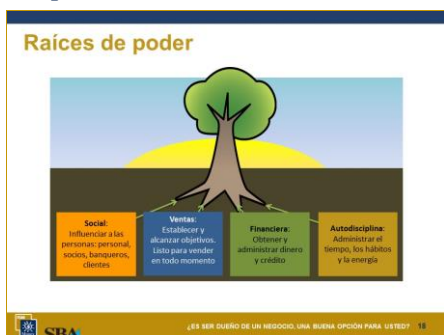 Raíces de poder
Social:
Influenciar a las
personas: personal,
socios, banqueros,
clientes
Ventas:
Establecer y
alcanzar objetivos.
Listo para vender
en todo momento
Financiera:
Obtener y
administrar dinero
y crédito
Autodisciplina:
Administrar el
tiempo, los hábitos
y la energía
SBA
¿ES SER DUEÑO DE UN NEGOCIO, UNA BUENA OPCIÓN PARA USTED? 18